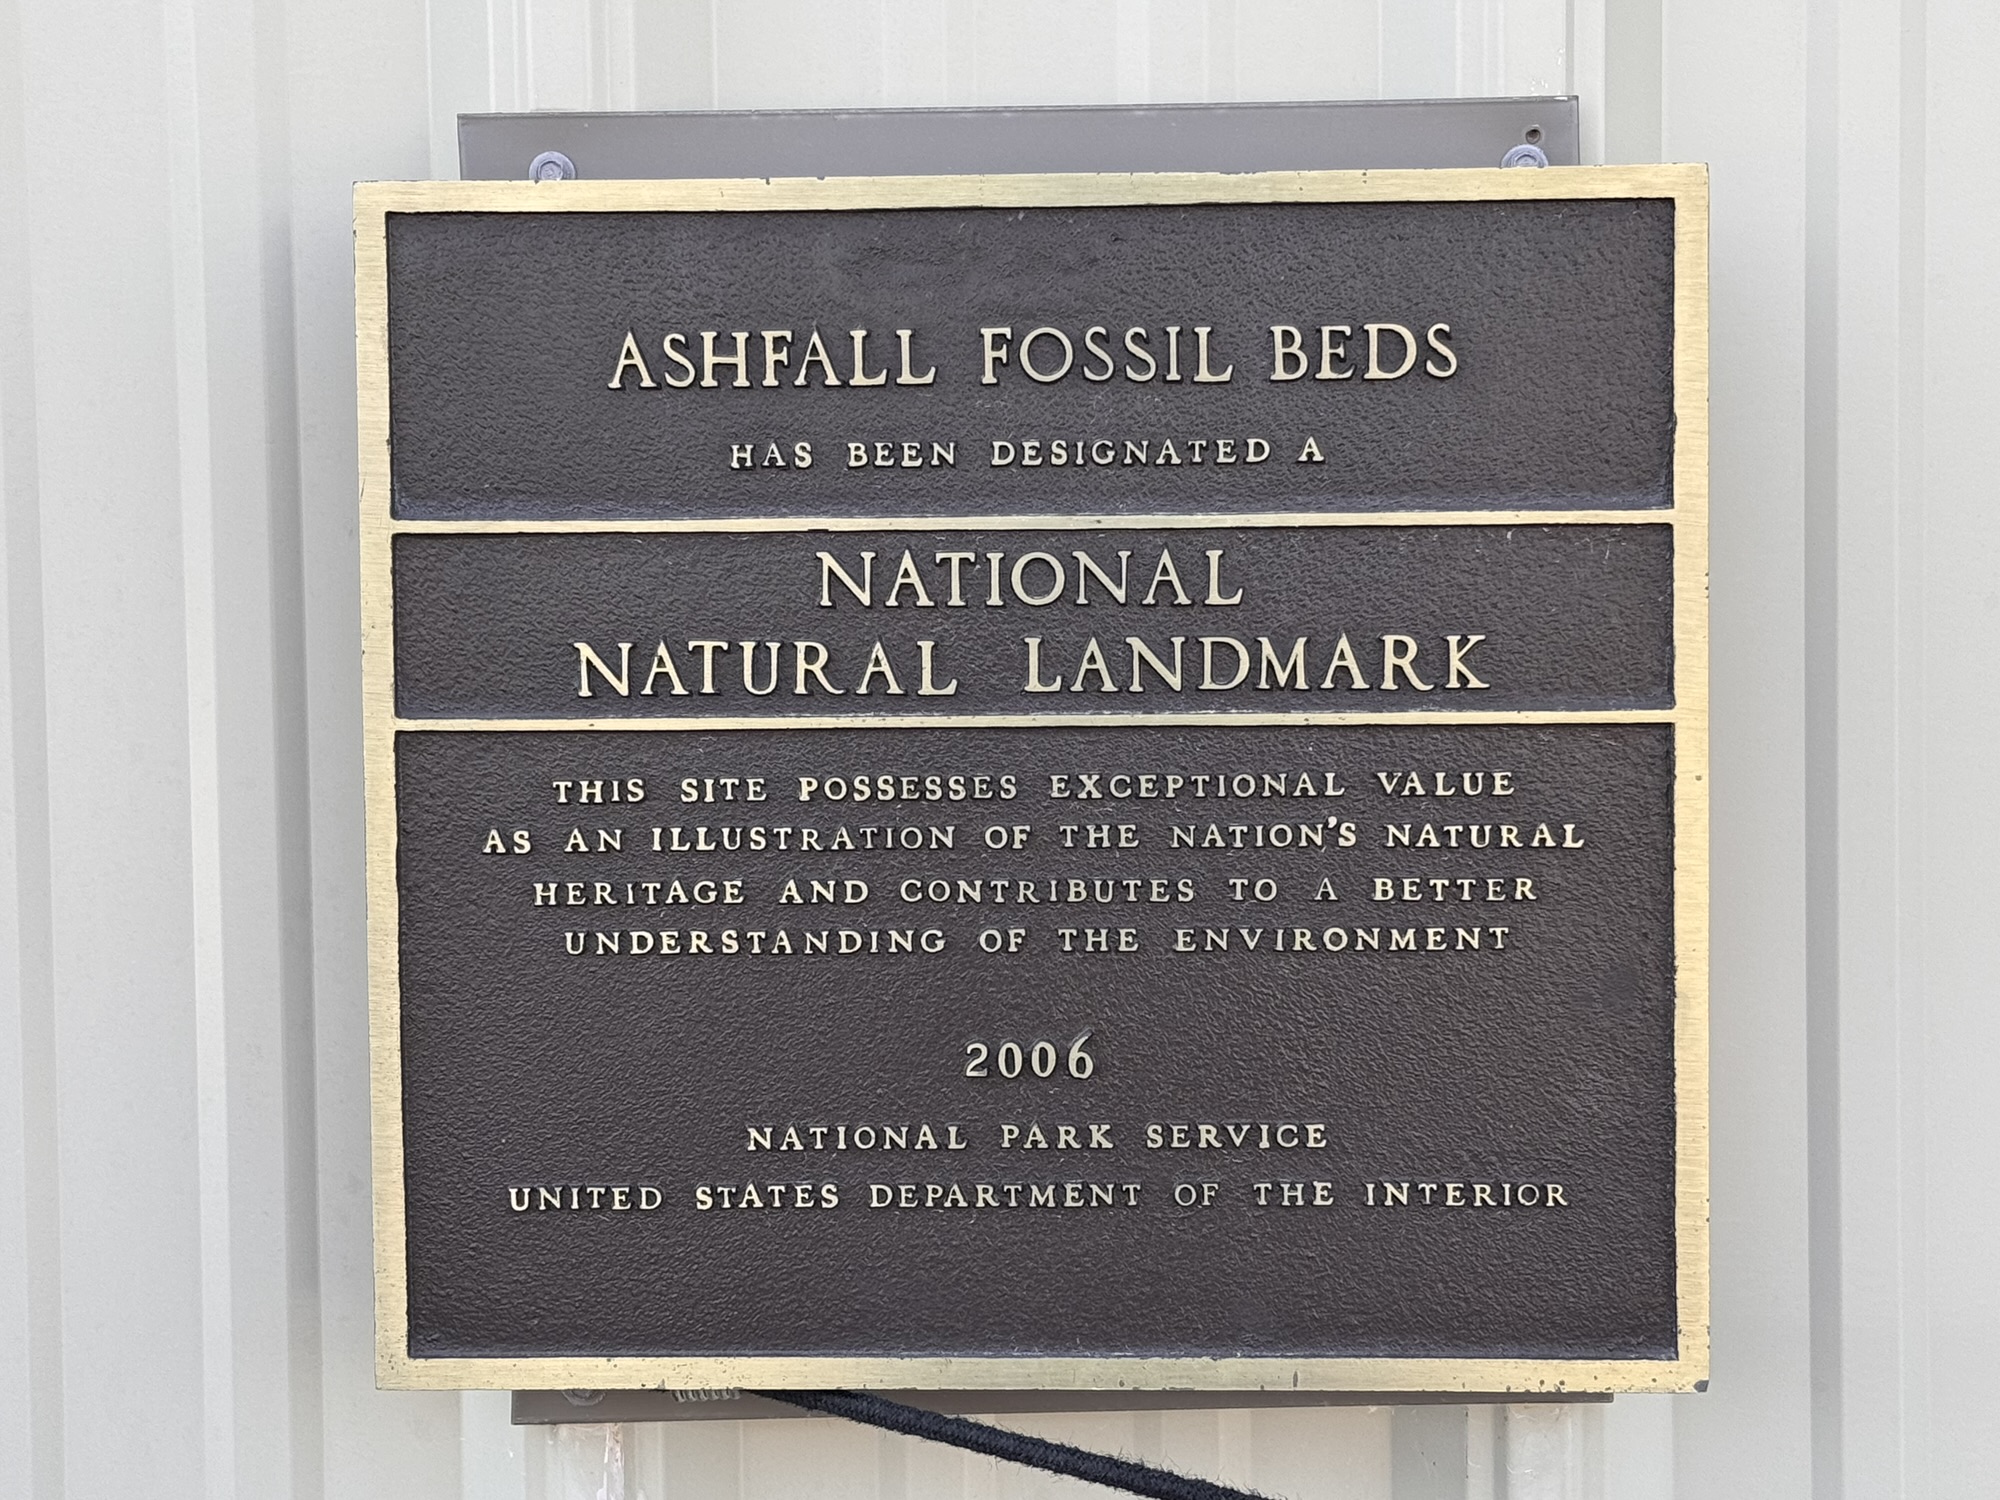 ASHFALL FOSSIL BEDS
HAS BEEN DESIGNATED A
NATIONAL
NATURAL LANDMARK
THIS SITE POSSESSES EXCEPTIONAL VALUE
AS AN ILLUSTRATION OF THE NATION'S NATURAL
HERITAGE AND CONTRIBUTES TO A BETTER
UNDERSTANDING OF THE ENVIRONMENT
2006
NATIONAL PARK SERVICE
UNITED STATES DEPARTMENT OF THE INTERIOR